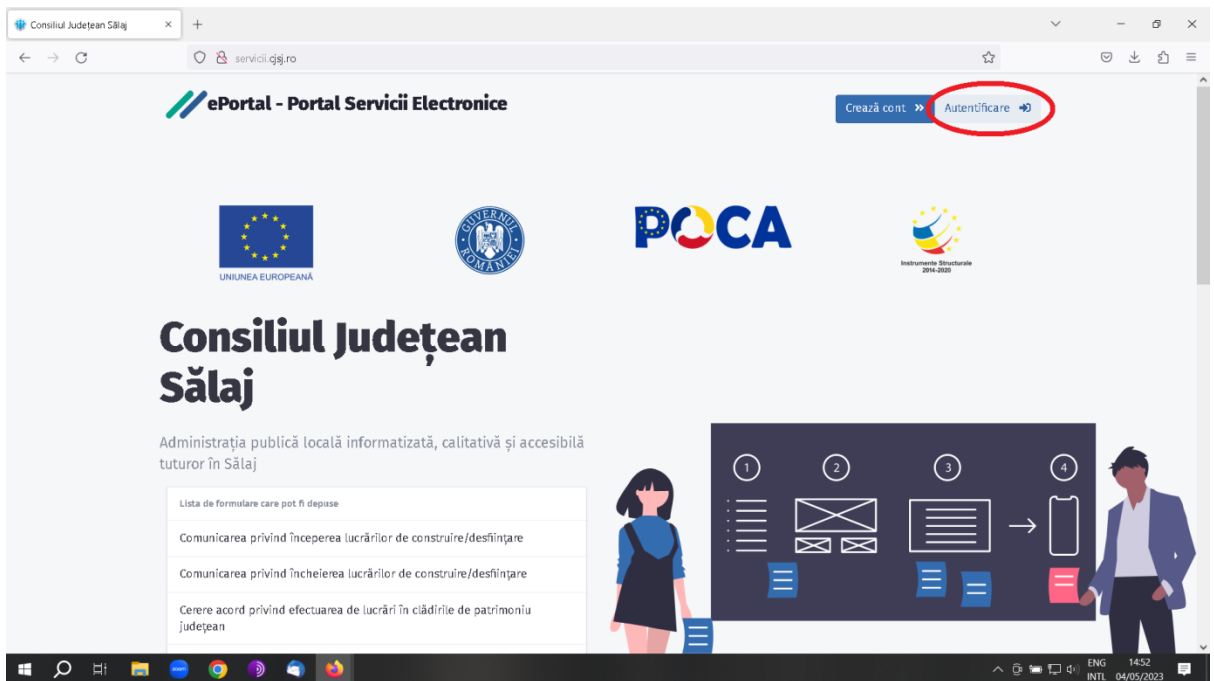 Consiliul Județean Sălaj
servicii.cjsj.ro
ePortal - Portal Servicii Electronice
Crează cont
Autentificare
UNIUNEA EUROPEANĂ
GUVERNUL ROMÂNIEI
POCA
Instrumente Structurale
2014-2020
Consiliul Județean
Sălaj
Administrația publică locală informatizată, calitativă și accesibilă
tuturor în Sălaj
Lista de formulare care pot fi depuse
Comunicarea privind începerea lucrărilor de construire/desființare
Comunicarea privind încheierea lucrărilor de construire/desființare
Cerere acord privind efectuarea de lucrări în clădirile de patrimoniu
județean
1 2 3 4
zoom
ENG 14:52
INTL 04/05/2023